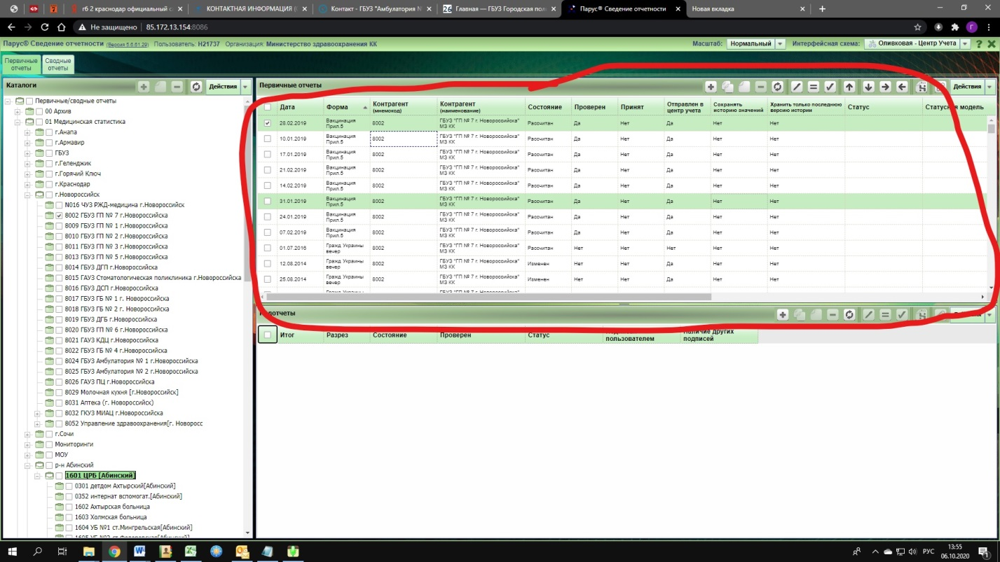 гб 2 краснодар официальный с
КОНТАКТНАЯ ИНФОРМАЦИЯ (
Контакт - ГБУЗ "Амбулатория N
26 Главная — ГБУЗ Городская пол
Парус® Сведение отчетности
Новая вкладка
Не защищено 85.172.13.154:8086
Парус® Сведение отчетности (Версия 5.6.61.29) Пользователь: H21737 Организация: Министерство здравоохранения КК
Масштаб: Нормальный Интерфейсная схема: Оливковая - Центр Учета
Первичные отчеты
Сводные отчеты
Каталоги Действия
Первичные/сводные отчеты
00 Архив
01 Медицинская статистика
г.Анапа
г.Армавир
ГБУЗ
г.Геленджик
г.Горячий Ключ
г.Краснодар
г.Новороссийск
N016 ЧУЗ РЖД-медицина г.Новороссийск
8002 ГБУЗ ГП № 7 г.Новороссийска
8009 ГБУЗ ГП № 1 г.Новороссийска
8010 ГБУЗ ГП № 2 г.Новороссийска
8011 ГБУЗ ГП № 3 г.Новороссийска
8013 ГБУЗ ГП № 5 г.Новороссийска
8014 ГБУЗ ДГП г.Новороссийска
8015 ГАУЗ Стоматологическая поликлиника г.Новороссийска
8016 ГБУЗ ДСП г.Новороссийска
8017 ГБУЗ ГБ № 1 г. Новороссийска
8018 ГБУЗ ГБ № 2 г. Новороссийска
8019 ГБУЗ ДГБ г.Новороссийска
8020 ГБУЗ ГП № 6 г.Новороссийска
8021 ГАУЗ КДЦ г.Новороссийска
8022 ГБУЗ ГБ № 4 г.Новороссийска
8024 ГБУЗ Амбулатория № 1 г.Новороссийска
8025 ГБУЗ Амбулатория № 2 г.Новороссийска
8026 ГАУЗ ПЦ г.Новороссийска
8029 Молочная кухня [г.Новороссийск]
8031 Аптека (г. Новороссийск)
8032 ГКУЗ МИАЦ г.Новороссийска
8052 Управление здравоохранения[г. Новоросс
г.Сочи
Мониторинги
МОУ
р-н Абинский
1601 ЦРБ [Абинский]
0301 детдом Ахтырский[Абинский]
0352 интернат вспомогат.[Абинский]
1602 Ахтырская больница
1603 Холмская больница
1604 УБ №1 ст.Мингрельская[Абинский]
Первичные отчеты Действия
Дата Форма Контрагент (мнемокод) Контрагент (наименование) Состояние Проверен Принят Отправлен в центр учета Сохранять историю значений Хранить только последнюю версию истории Статус Статусная модель
28.02.2019 Вакцинация Прил.5 8002 ГБУЗ "ГП № 7 г. Новороссийска" МЗ КК Рассчитан Да Нет Да Нет Нет
10.01.2019 Вакцинация Прил.5 8002 ГБУЗ "ГП № 7 г. Новороссийска" МЗ КК Рассчитан Да Нет Да Нет Нет
17.01.2019 Вакцинация Прил.5 8002 ГБУЗ "ГП № 7 г. Новороссийска" МЗ КК Рассчитан Да Нет Да Нет Нет
21.02.2019 Вакцинация Прил.5 8002 ГБУЗ "ГП № 7 г. Новороссийска" МЗ КК Рассчитан Да Нет Да Нет Нет
14.02.2019 Вакцинация Прил.5 8002 ГБУЗ "ГП № 7 г. Новороссийска" МЗ КК Рассчитан Да Нет Да Нет Нет
31.01.2019 Вакцинация Прил.5 8002 ГБУЗ "ГП № 7 г. Новороссийска" МЗ КК Рассчитан Да Нет Да Нет Нет
24.01.2019 Вакцинация Прил.5 8002 ГБУЗ "ГП № 7 г. Новороссийска" МЗ КК Рассчитан Да Нет Да Нет Нет
07.02.2019 Вакцинация Прил.5 8002 ГБУЗ "ГП № 7 г. Новороссийска" МЗ КК Рассчитан Да Нет Да Нет Нет
01.07.2016 Гражд Украины вечер 8002 ГБУЗ "ГП № 7 г. Новороссийска" МЗ КК Рассчитан Нет Нет Нет Нет Нет
12.08.2014 Гражд Украины вечер 8002 ГБУЗ "ГП № 7 г. Новороссийска" МЗ КК Изменен Нет Нет Да Нет Нет
25.08.2014 Гражд Украины вечер 8002 ГБУЗ "ГП № 7 г. Новороссийска" МЗ КК Изменен Нет Нет Да Нет Нет
Итог Разрез Состояние Проверен Статус пользователем Наличие других подписей
РУС 13:55
06.10.2020